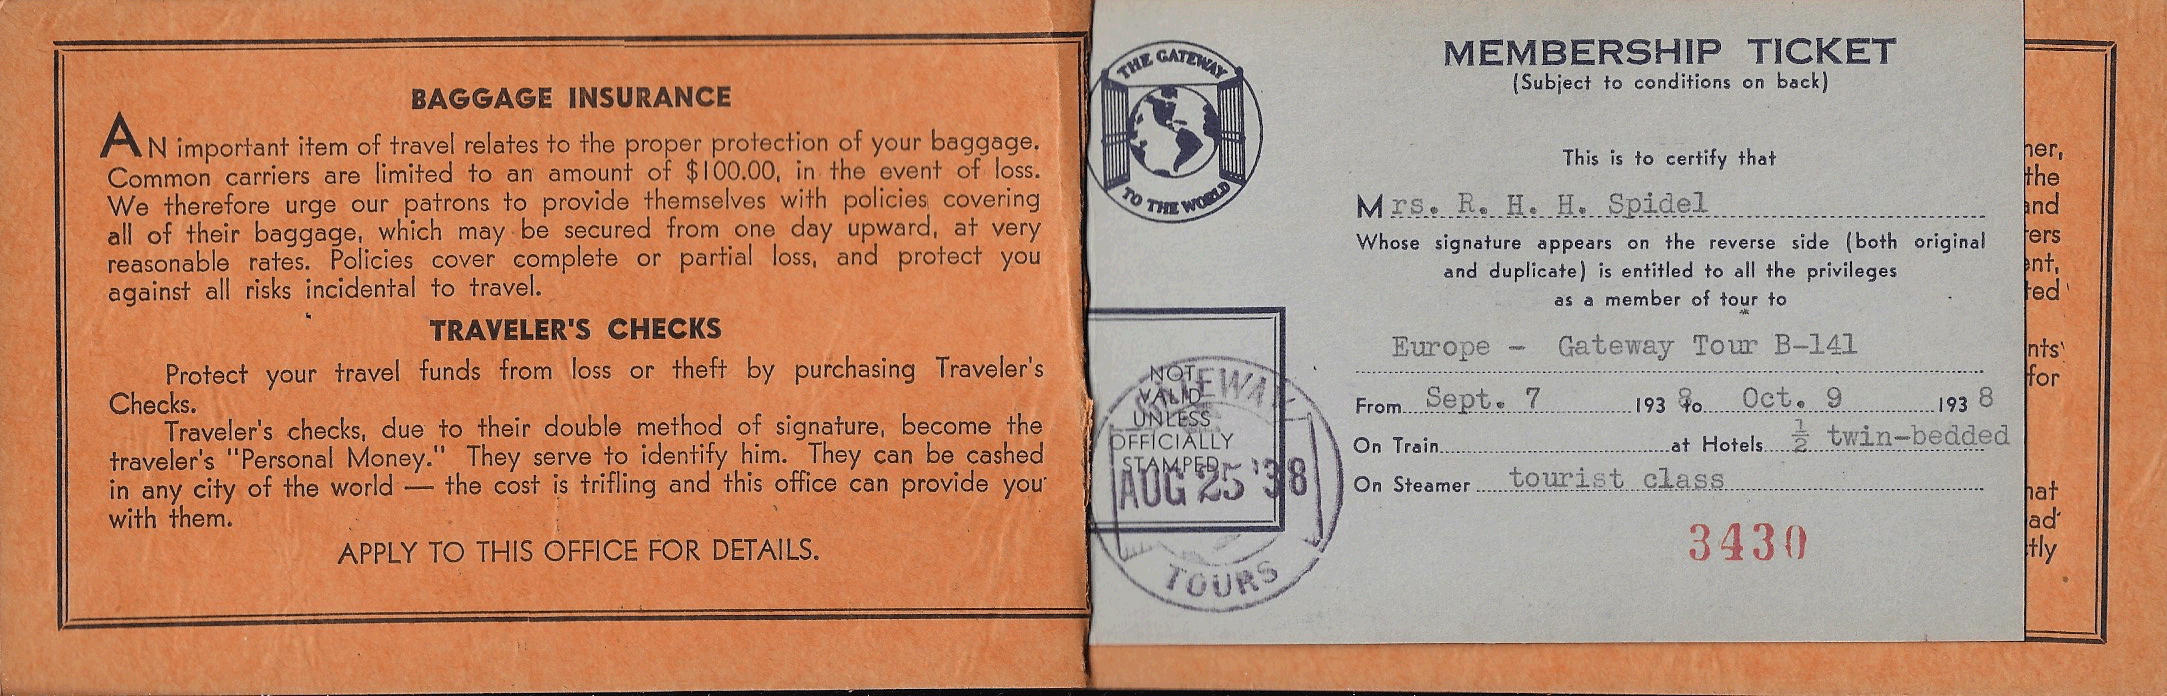 BAGGAGE INSURANCE
AN important item of travel relates to the proper protection of your baggage.
Common carriers are limited to an amount of $100.00, in the event of loss.
We therefore urge our patrons to provide themselves with policies covering
all of their baggage, which may be secured from one day upward, at very
reasonable rates. Policies cover complete or partial loss, and protect you
against all risks incidental to travel.
TRAVELER'S CHECKS
Protect your travel funds from loss or theft by purchasing Traveler's
Checks.
Traveler's checks, due to their double method of signature, become the
traveler's "Personal Money." They serve to identify him. They can be cashed
in any city of the world — the cost is trifling and this office can provide you
with them.
APPLY TO THIS OFFICE FOR DETAILS.
THE GATEWAY
TO THE WORLD
NOT
VALID
UNLESS
OFFICIALLY
STAMPED
GATEWAY
AUG 25 '38
TOURS
MEMBERSHIP TICKET
(Subject to conditions on back)
This is to certify that
Mrs. R. H. H. Spidel
Whose signature appears on the reverse side (both original
and duplicate) is entitled to all the privileges
as a member of tour to
Europe - Gateway Tour B-141
From Sept. 7 1938 to Oct. 9 1938
On Train at Hotels ½ twin-bedded
On Steamer tourist class
3430
the
and
for